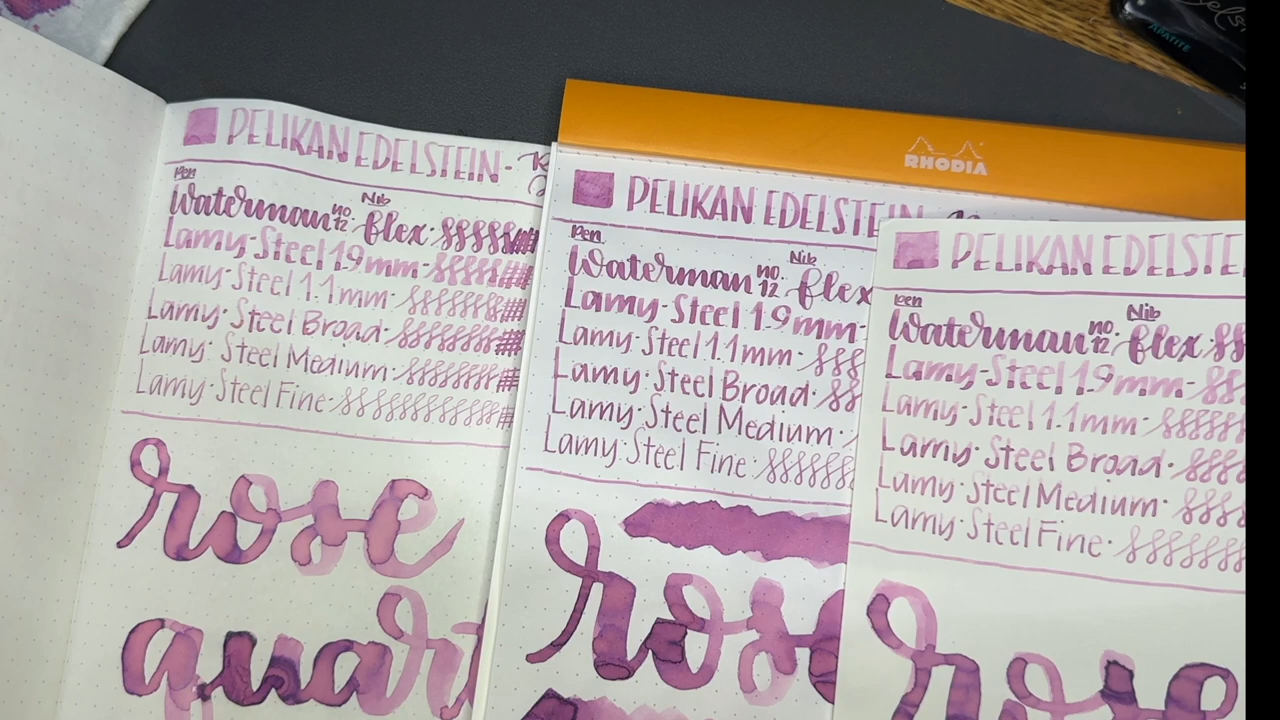 PELIKAN EDELSTEIN-
Pen Nib
Waterman no. 12 · flex ·
Lamy · Steel 1.9mm ·
Lamy · Steel 1.1mm ·
Lamy · Steel Broad ·
Lamy · Steel Medium ·
Lamy · Steel Fine ·
rose
quart
RHODIA
PELIKAN EDELSTEIN
Pen Nib
Waterman no. 12 · flex
Lamy · Steel 1.9mm ·
Lamy · Steel 1.1mm ·
Lamy · Steel Broad ·
Lamy · Steel Medium ·
Lamy · Steel Fine ·
rose
PELIKAN EDELSTEI
Pen Nib
Waterman no. 12 · flex ·
Lamy · Steel 1.9mm ·
Lamy · Steel 1.1mm ·
Lamy · Steel Broad ·
Lamy · Steel Medium ·
Lamy · Steel Fine ·
rose
APATITE